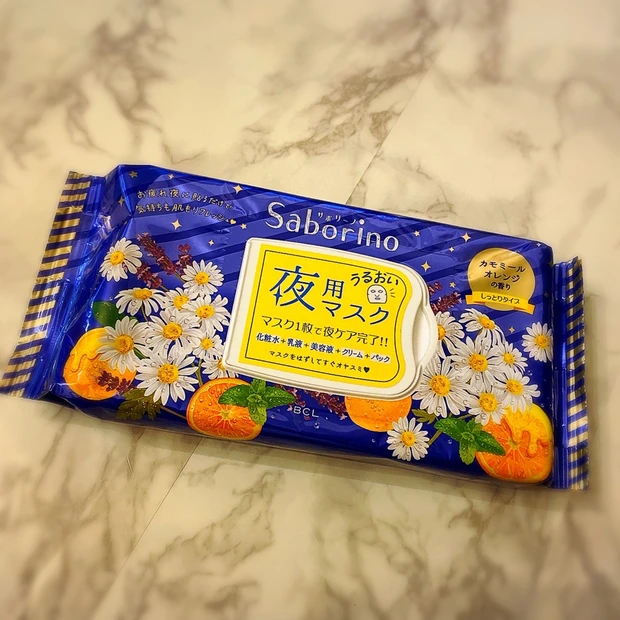 お疲れ夜に貼るだけで
気持ちも肌もリフレッシュ♥
サボリーノ
Saborino
うるおい
夜用マスク
マスク1枚で夜ケア完了!!
化粧水+乳液+美容液+クリーム+パック
マスクをはずしてすぐオヤスミ♥
カモミール
オレンジ
の香り
しっとりタイプ
BCL